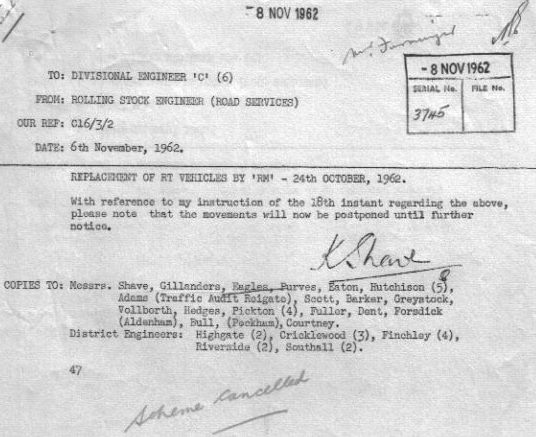 -8 NOV 1962
Mr.
-8 NOV 1962
SERIAL No. FILE No.
3745
TO: DIVISIONAL ENGINEER 'C' (6)
FROM: ROLLING STOCK ENGINEER (ROAD SERVICES)
OUR REF: C16/3/2
DATE: 6th November, 1962.
REPLACEMENT OF RT VEHICLES BY 'RM' - 24th OCTOBER, 1962.
With reference to my instruction of the 18th instant regarding the above,
please note that the movements will now be postponed until further
notice.
K. Shave
COPIES TO: Messrs. Shave, Gillanders, Eagles, Purves, Eaton, Hutchison (5),
Adams (Traffic Audit Reigate), Scott, Barker, Greystock,
Vollborth, Hedges, Pickton (4), Fuller, Dent, Forsdick
(Aldenham), Bull, (Peckham), Courtney.
District Engineers: Highgate (2), Cricklewood (3), Finchley (4),
Riverside (2), Southall (2).
47
Scheme Cancelled